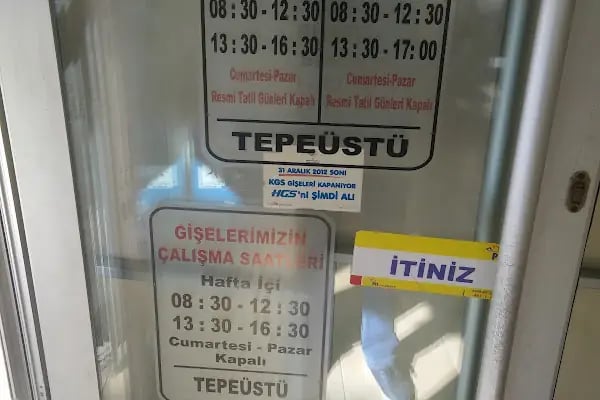 08:30-12:30 08:30-12:30
13:30-16:30 13:30-17:00
Cumartesi-Pazar Cumartesi-Pazar
Resmi Tatil Günleri Kapalı Resmi Tatil Günleri Kapalı
TEPEÜSTÜ
31 ARALIK 2012 SON!
KGS GİŞELERİ KAPANIYOR
HGS'ni ŞİMDİ AL
GİŞELERİMİZİN
ÇALIŞMA SAATLERİ
Hafta İçi
08:30-12:30
13:30-16:30
Cumartesi - Pazar
Kapalı
TEPEÜSTÜ
İTİNİZ